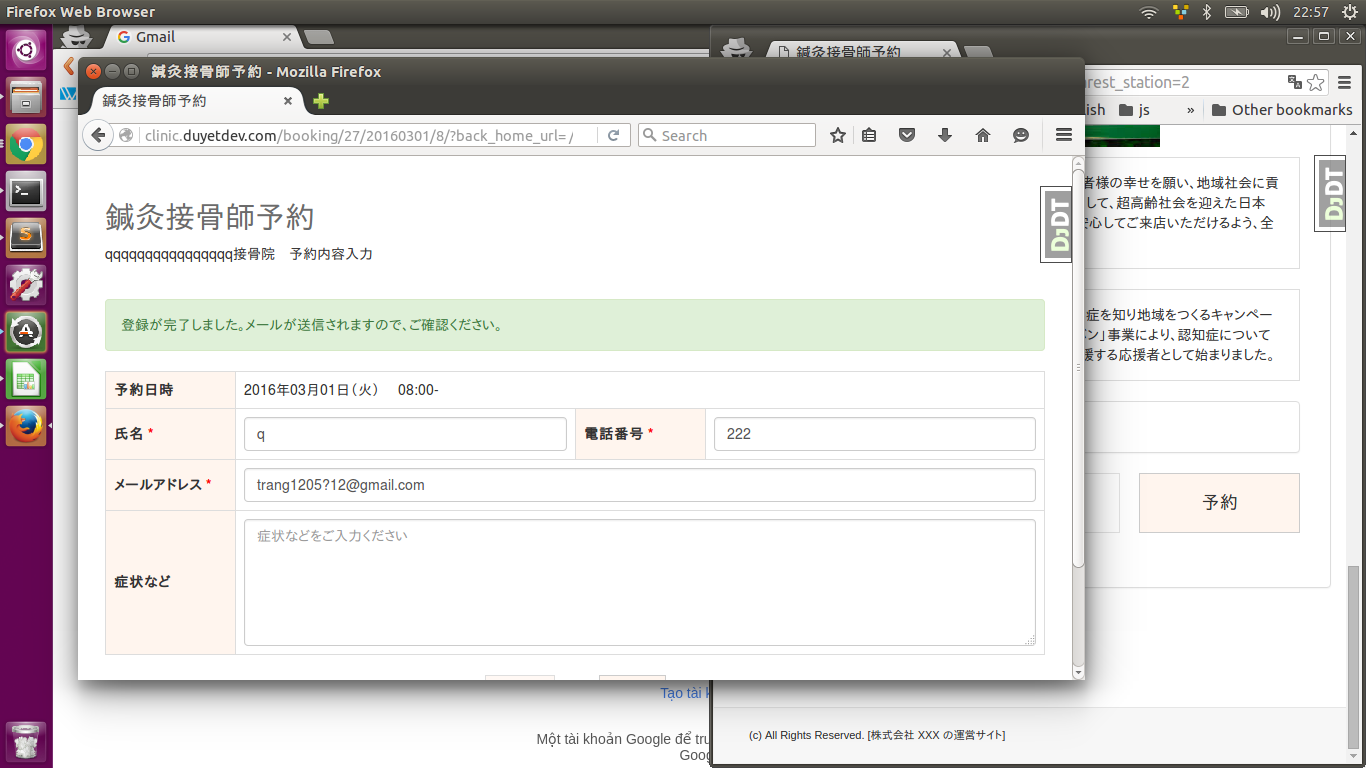 Firefox Web Browser
22:57
Gmail
鍼灸接骨師予約
鍼灸接骨師予約 - Mozilla Firefox
鍼灸接骨師予約
clinic.duyetdev.com/booking/27/20160301/8/?back_home_url=/
Search
arest_station=2
ish
js
»
Other bookmarks
鍼灸接骨師予約
qqqqqqqqqqqqqqqq接骨院 予約内容入力
登録が完了しました。メールが送信されますので、ご確認ください。
予約日時
2016年03月01日(火) 08:00-
氏名 *
q
電話番号 *
222
メールアドレス *
trang1205?12@gmail.com
症状など
症状などをご入力ください
DJDT
者様の幸せを願い、地域社会に貢
して、超高齢社会を迎えた日本
安心してご来店いただけるよう、全
症を知り地域をつくるキャンペー
ン」事業により、認知症について
援する応援者として始まりました。
DJDT
予約
Tạo tài k
Một tài khoản Google để tru
Goog
(c) All Rights Reserved. [株式会社 XXX の運営サイト]